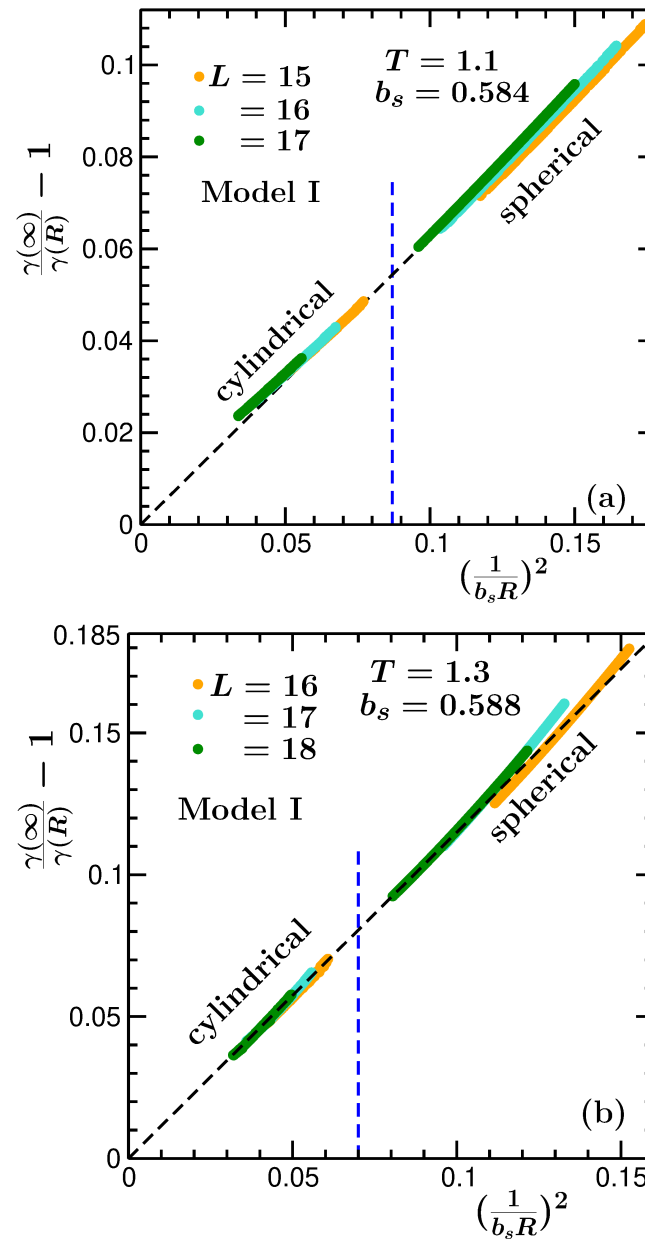 0.1
0.08
0.06
0.04
0.02
0
γ(∞)/γ(R) − 1
L = 15
= 16
= 17
T = 1.1
b_s = 0.584
Model I
spherical
cylindrical
(a)
0 0.05 0.1 0.15
(1/(b_s R))^2
0.185
0.15
0.1
0.05
0
γ(∞)/γ(R) − 1
L = 16
= 17
= 18
T = 1.3
b_s = 0.588
Model I
spherical
cylindrical
(b)
0 0.05 0.1 0.15
(1/(b_s R))^2